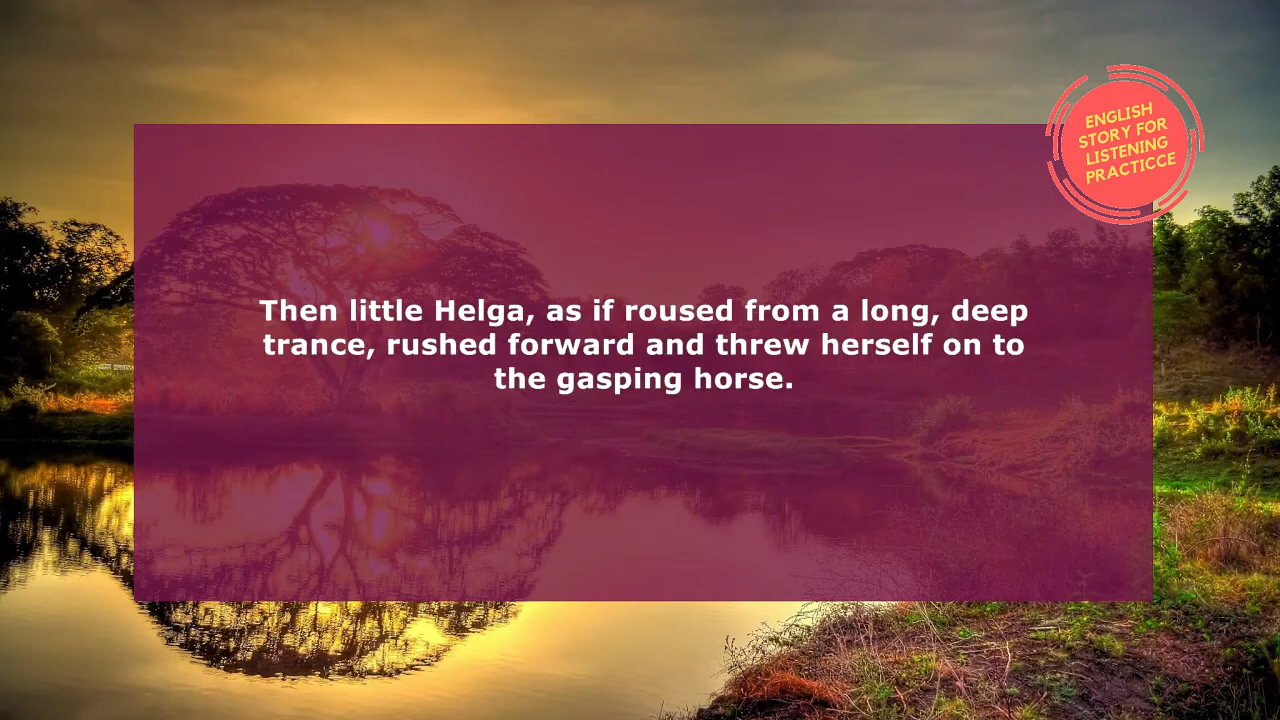 ENGLISH
STORY FOR
LISTENING
PRACTICCE
Then little Helga, as if roused from a long, deep
trance, rushed forward and threw herself on to
the gasping horse.